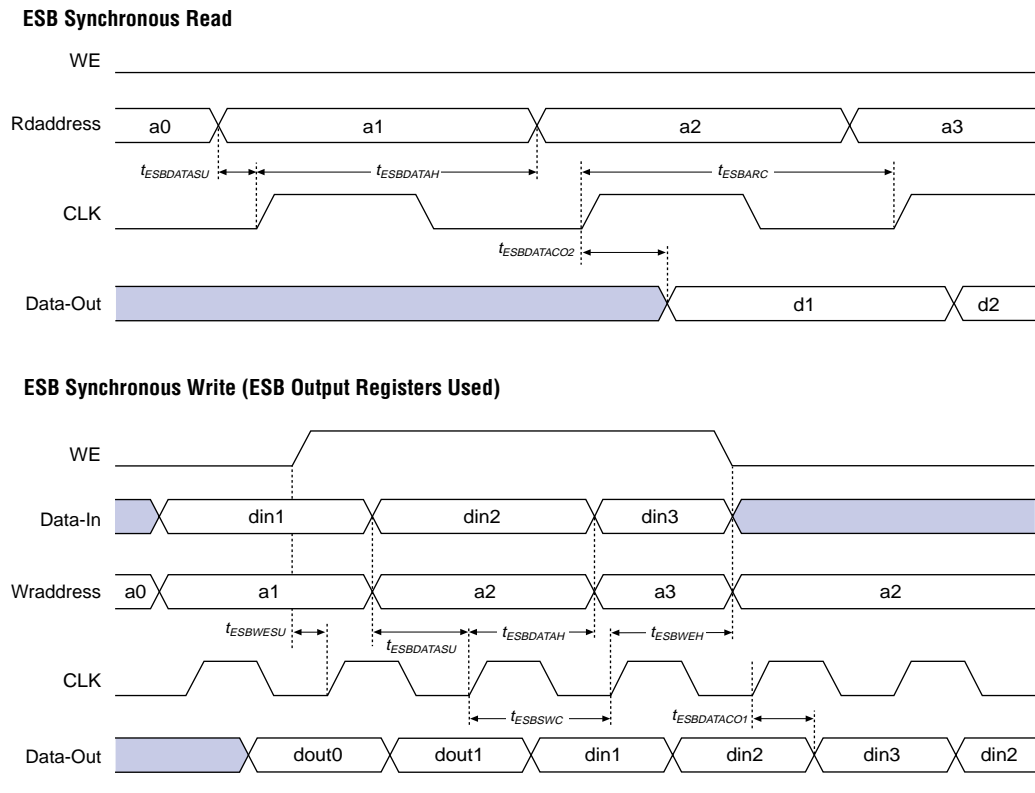 ESB Synchronous Read
WE
Rdaddress a0 a1 a2 a3
tESBDATASU tESBDATAH tESBARC
CLK
tESBDATACO2
Data-Out d1 d2
ESB Synchronous Write (ESB Output Registers Used)
WE
Data-In din1 din2 din3
Wraddress a0 a1 a2 a3 a2
tESBWESU tESBDATASU tESBDATAH tESBWEH
CLK
tESBSWC tESBDATACO1
Data-Out dout0 dout1 din1 din2 din3 din2